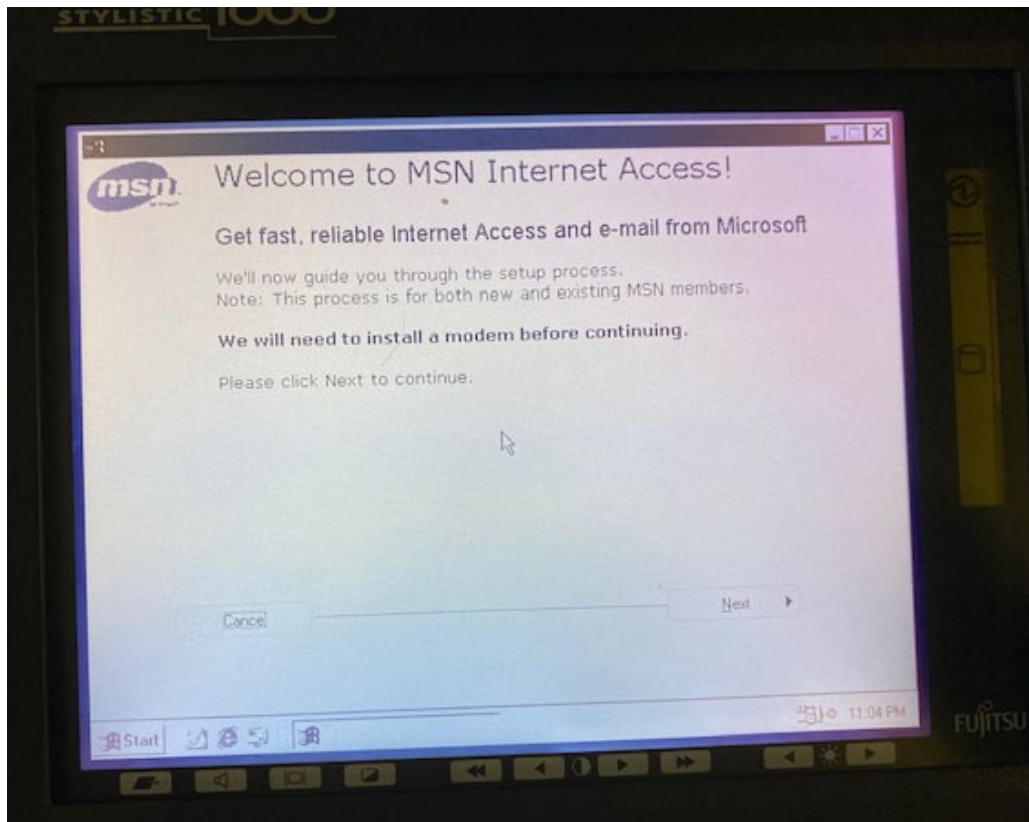 STYLISTIC 1000
msn
Welcome to MSN Internet Access!
Get fast, reliable Internet Access and e-mail from Microsoft
We'll now guide you through the setup process.
Note: This process is for both new and existing MSN members.
We will need to install a modem before continuing.
Please click Next to continue.
Cancel
Next
Start
11:04 PM
FUJITSU